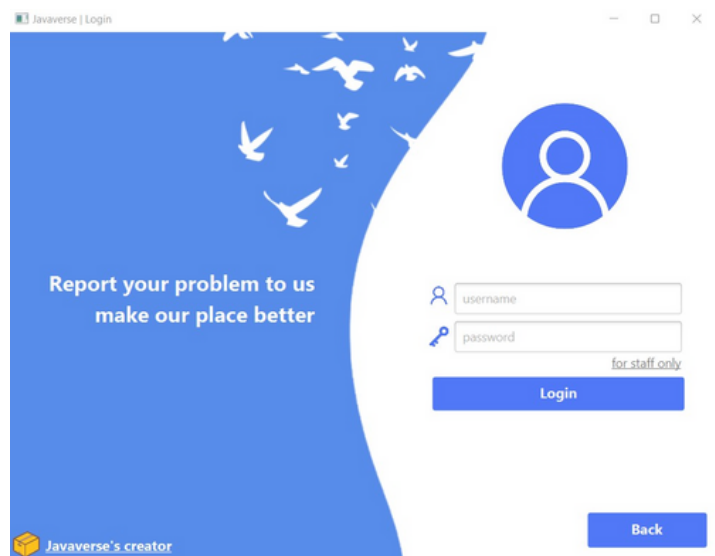 Javaverse | Login
Report your problem to us
make our place better
username
password
for staff only
Login
Back
Javaverse's creator